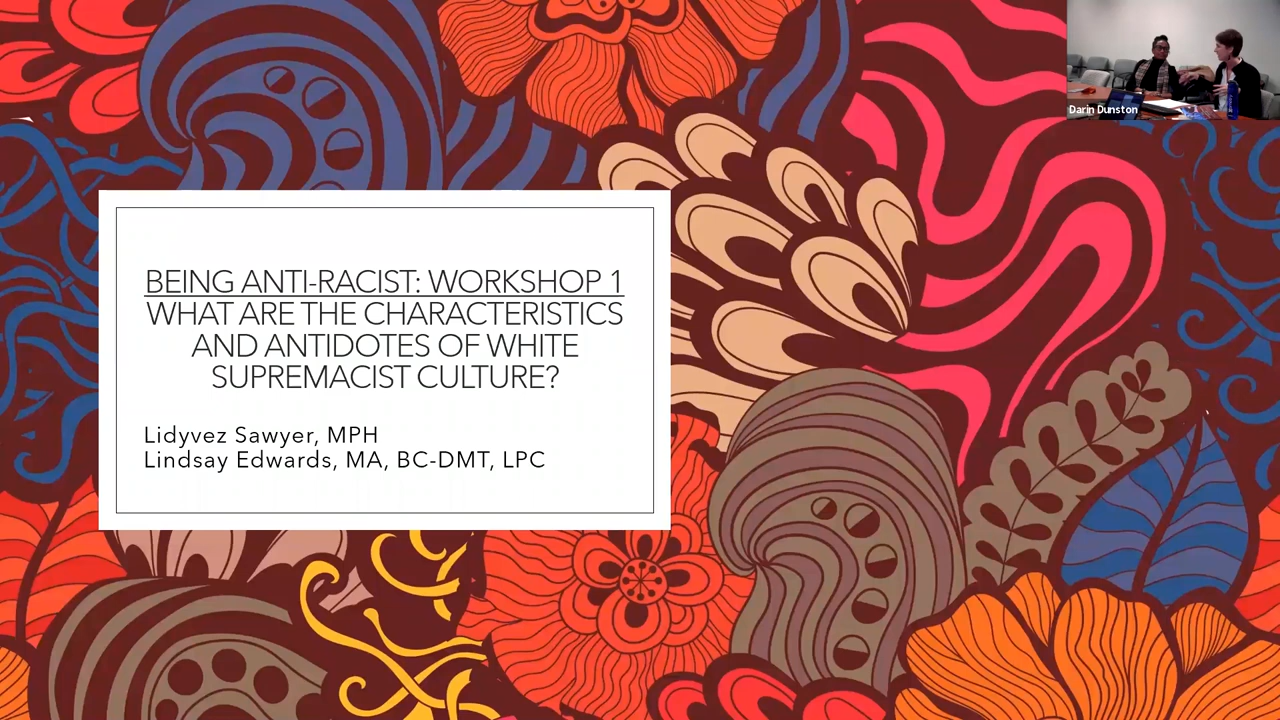 BEING ANTI-RACIST: WORKSHOP 1
WHAT ARE THE CHARACTERISTICS
AND ANTIDOTES OF WHITE
SUPREMACIST CULTURE?
Lidyvez Sawyer, MPH
Lindsay Edwards, MA, BC-DMT, LPC
Darin Dunston